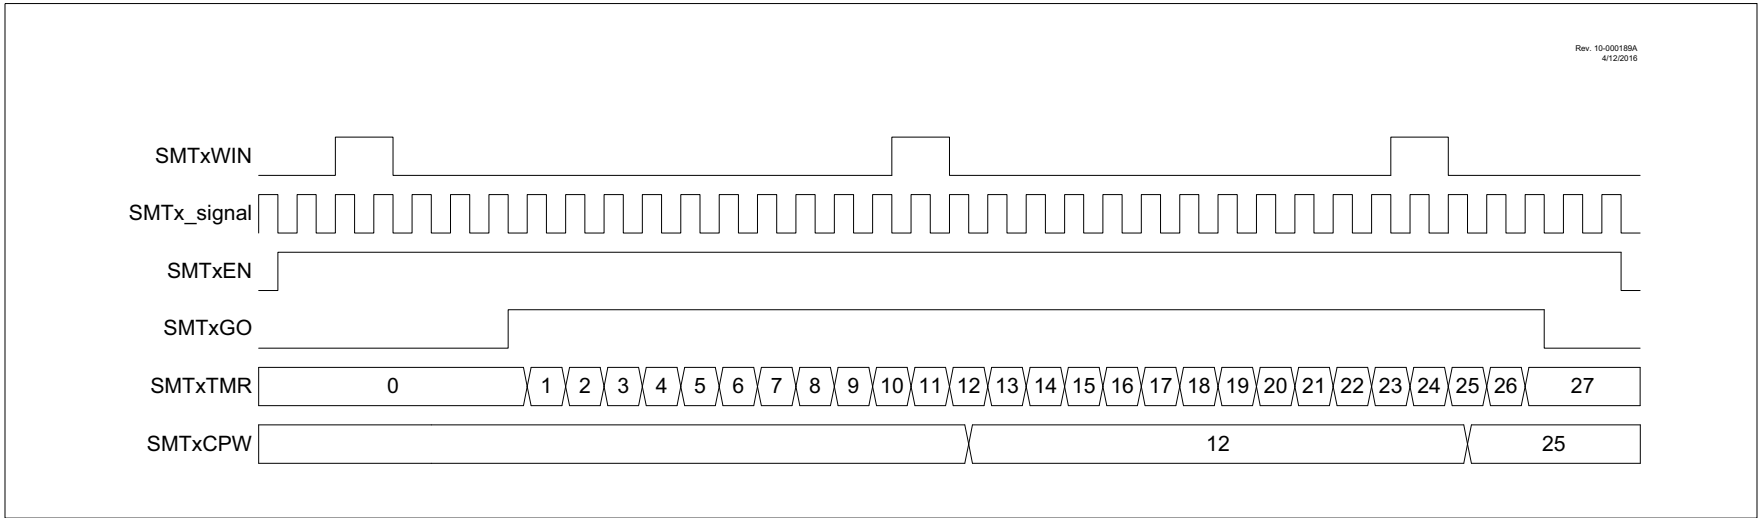 Rev. 10-000189A
4/12/2016
SMTxWIN
SMTx_signal
SMTxEN
SMTxGO
SMTxTMR 0 1 2 3 4 5 6 7 8 9 10 11 12 13 14 15 16 17 18 19 20 21 22 23 24 25 26 27
SMTxCPW 12 25